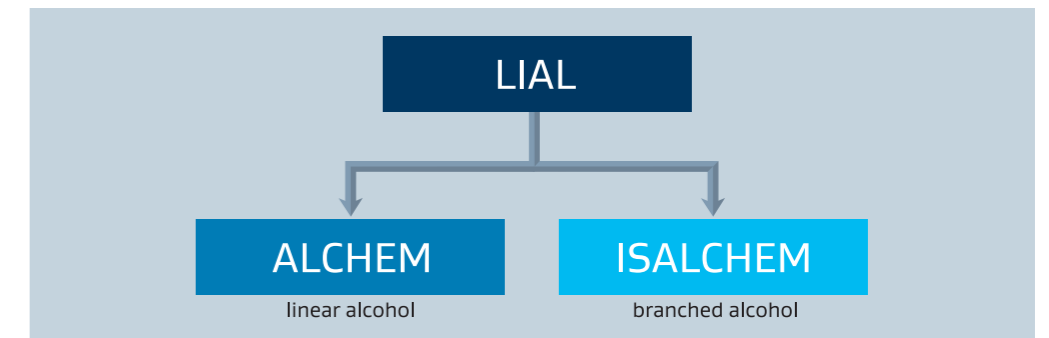 LIAL
ALCHEM
ISALCHEM
linear alcohol
branched alcohol